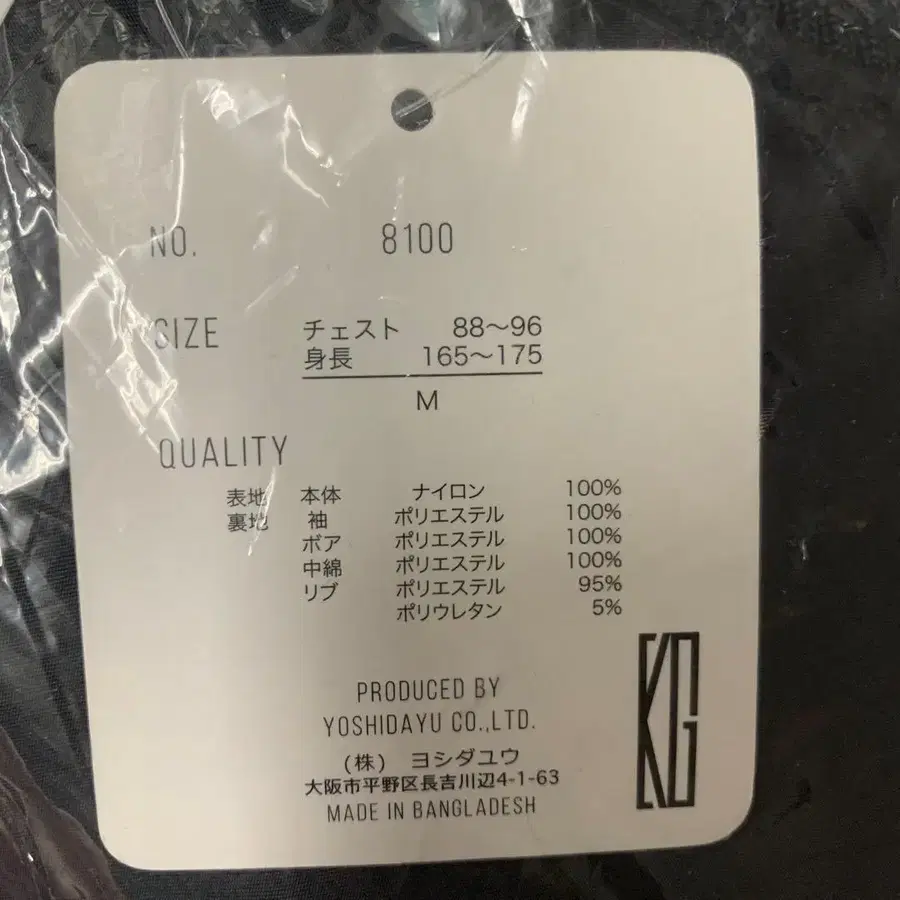 NO. 8100
SIZE チェスト 88〜96
身長 165〜175
M
QUALITY
表地 本体 ナイロン 100%
裏地 袖 ポリエステル 100%
ボア ポリエステル 100%
中綿 ポリエステル 100%
リブ ポリエステル 95%
ポリウレタン 5%
PRODUCED BY
YOSHIDAYU CO.,LTD.
(株) ヨシダユウ
大阪市平野区長吉川辺4-1-63
MADE IN BANGLADESH
KG